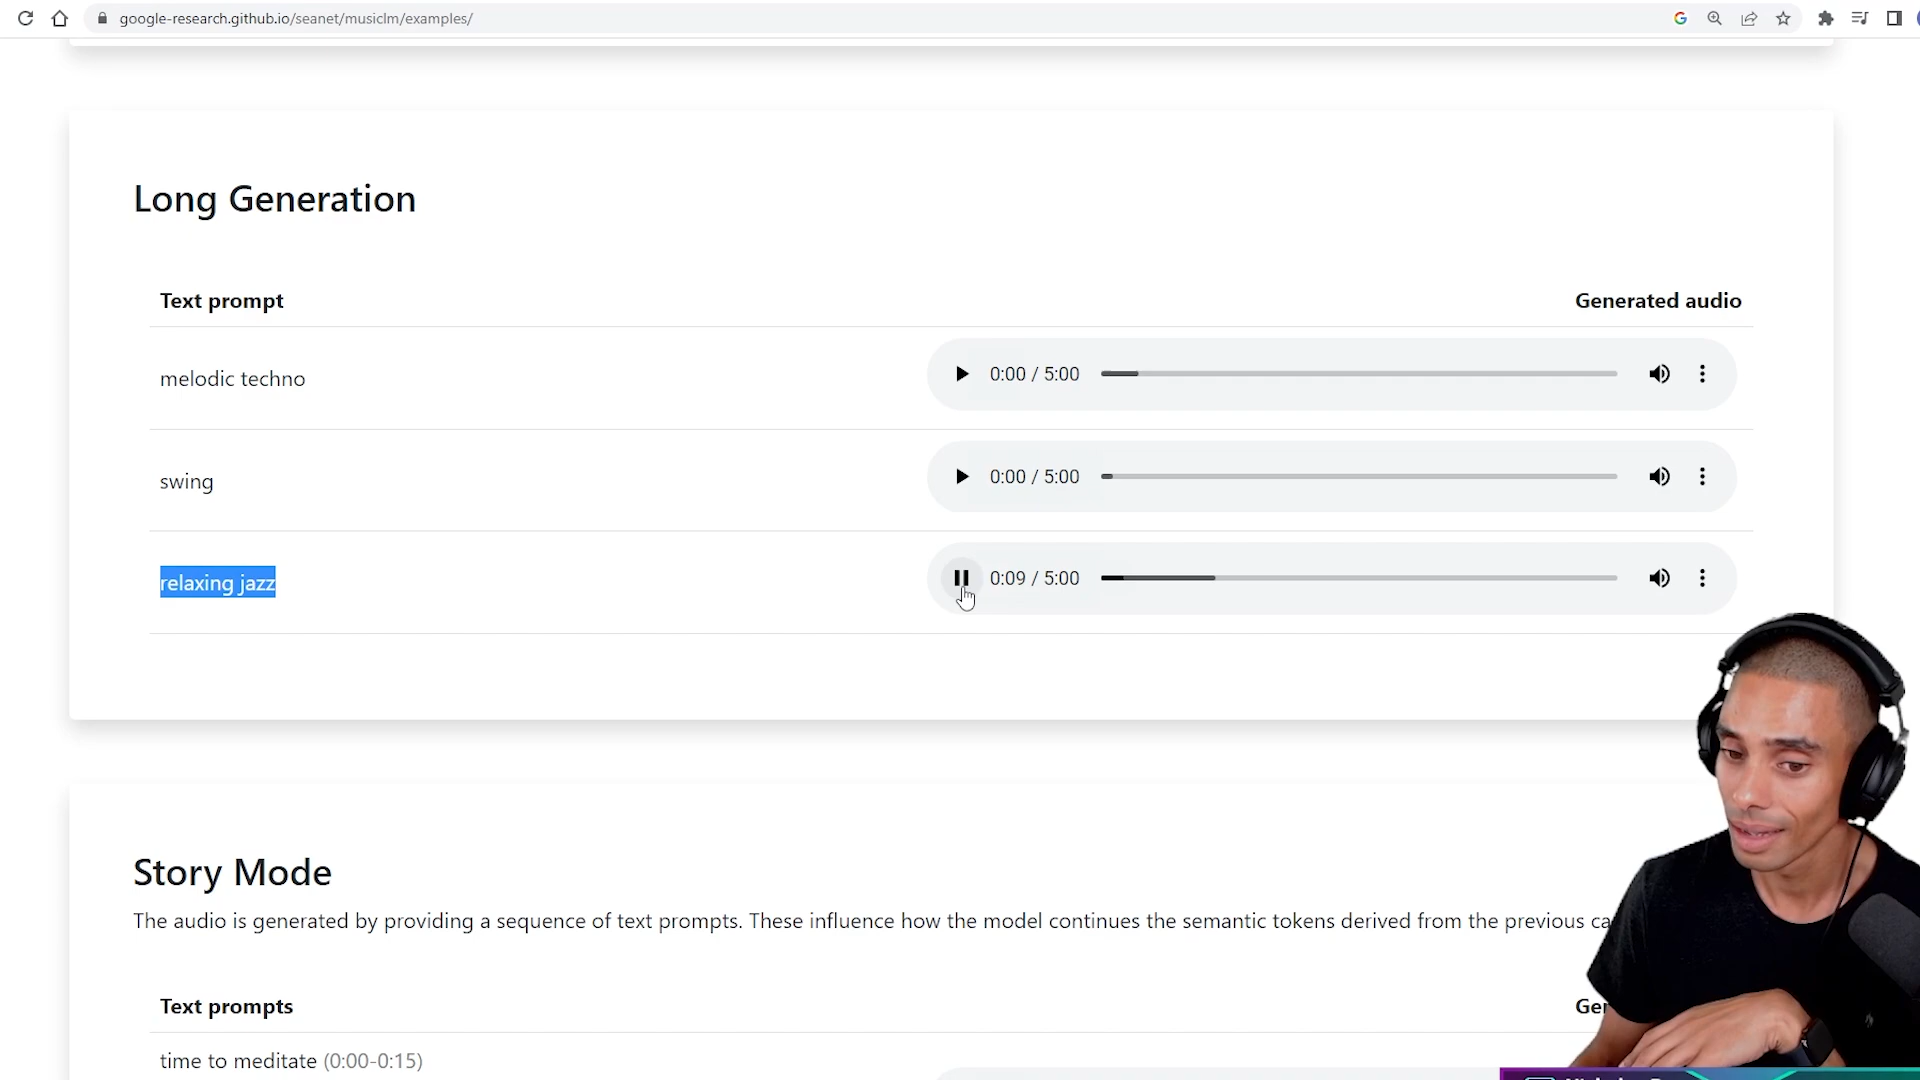 google-research.github.io/seanet/musiclm/examples/
Long Generation
Text prompt
Generated audio
melodic techno
0:00 / 5:00
swing
0:00 / 5:00
relaxing jazz
0:09 / 5:00
Story Mode
The audio is generated by providing a sequence of text prompts. These influence how the model continues the semantic tokens derived from the previous ca
Text prompts
Ge
time to meditate (0:00-0:15)